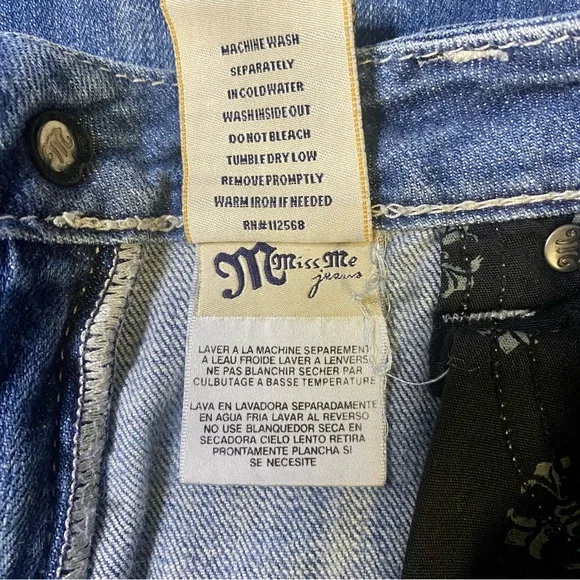 MACHINE WASH
SEPARATELY
IN COLD WATER
WASH INSIDE OUT
DO NOT BLEACH
TUMBLE DRY LOW
REMOVE PROMPTLY
WARM IRON IF NEEDED
RN#112568
M Miss Me
jeans
LAVER A LA MACHINE SEPAREMENT
A LEAU FROIDE LAVER A LENVERS
NE PAS BLANCHIR SECHER PAR
CULBUTAGE A BASSE TEMPERATURE
LAVA EN LAVADORA SEPARADAMENTE
EN AGUA FRIA LAVAR AL REVERSO
NO USE BLANQUEDOR SECA EN
SECADORA CIELO LENTO RETIRA
PRONTAMENTE PLANCHA SI
SE NECESITE